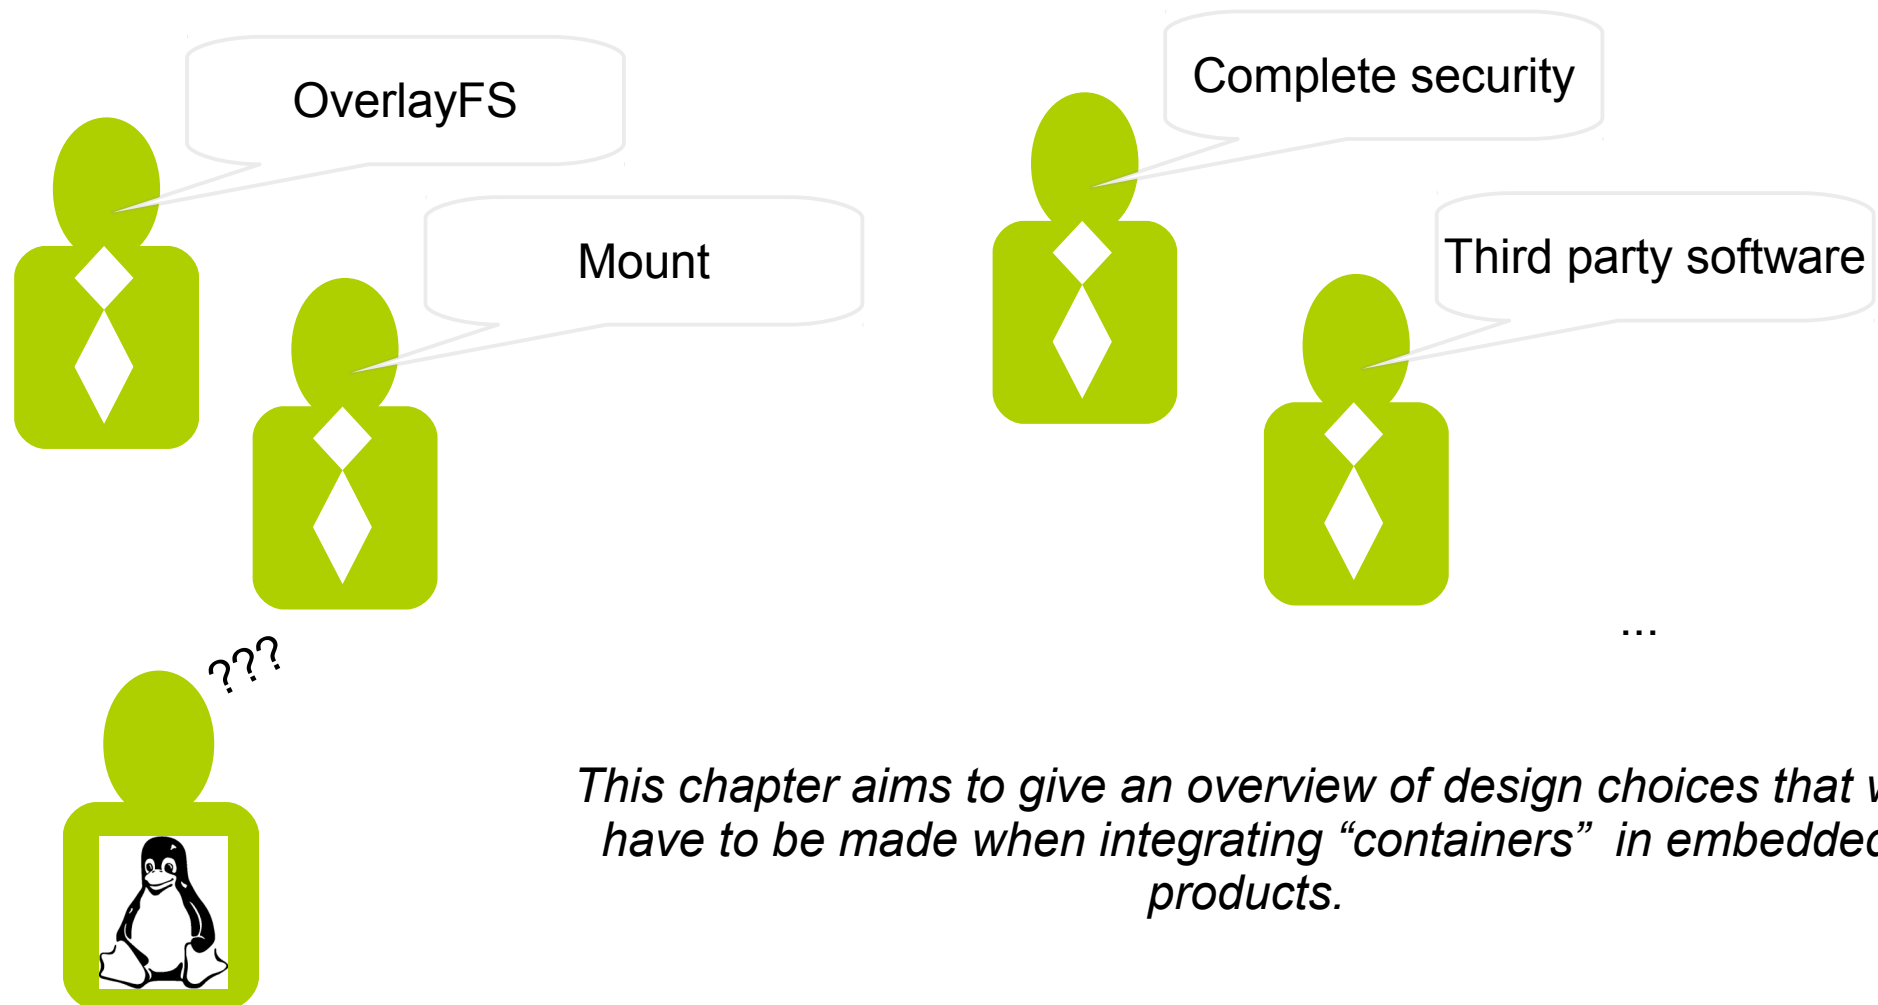 OverlayFS
Complete security
Mount
Third party software
???
...
This chapter aims to give an overview of design choices that
have to be made when integrating “containers” in embedded
products.